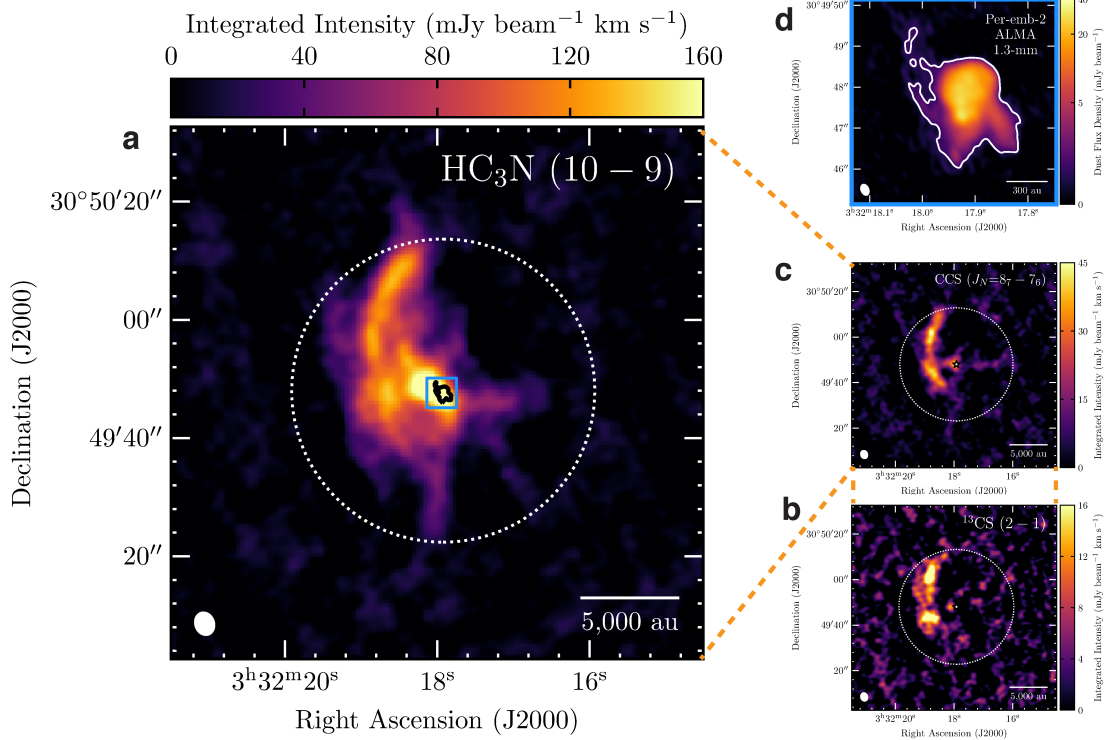 Integrated Intensity (mJy beam⁻¹ km s⁻¹)
0 40 80 120 160
a
HC₃N (10 − 9)
30°50′20″
00″
49′40″
20″
Declination (J2000)
5,000 au
3ʰ32ᵐ20ˢ 18ˢ 16ˢ
Right Ascension (J2000)
d
Per-emb-2
ALMA
1.3-mm
30°49′50″
49″
48″
47″
46″
Declination (J2000)
300 au
3ʰ32ᵐ18.1ˢ 18.0ˢ 17.9ˢ 17.8ˢ
Right Ascension (J2000)
40
20
5
0
Dust Flux Density (mJy beam⁻¹)
c
CCS (J_N=8₇ − 7₆)
30°50′20″
00″
49′40″
20″
Declination (J2000)
5,000 au
3ʰ32ᵐ20ˢ 18ˢ 16ˢ
Right Ascension (J2000)
45
30
15
0
Integrated Intensity (mJy beam⁻¹ km s⁻¹)
b
¹³CS (2 − 1)
30°50′20″
00″
49′40″
20″
Declination (J2000)
5,000 au
3ʰ32ᵐ20ˢ 18ˢ 16ˢ
Right Ascension (J2000)
16
12
8
4
0
Integrated Intensity (mJy beam⁻¹ km s⁻¹)